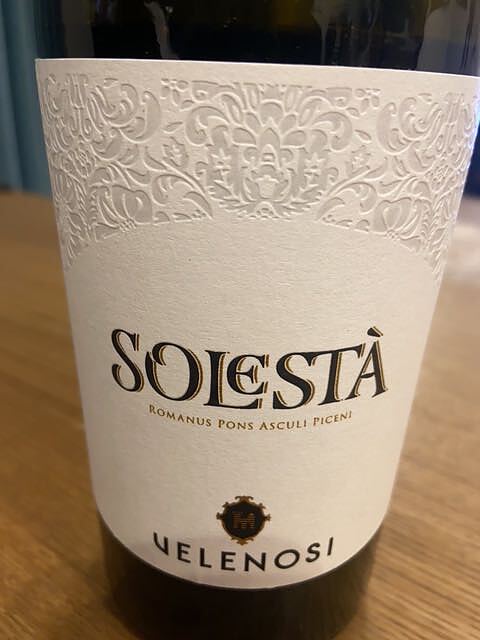 SOLESTÀ
ROMANUS PONS ASCULI PICENI
VELENOSI